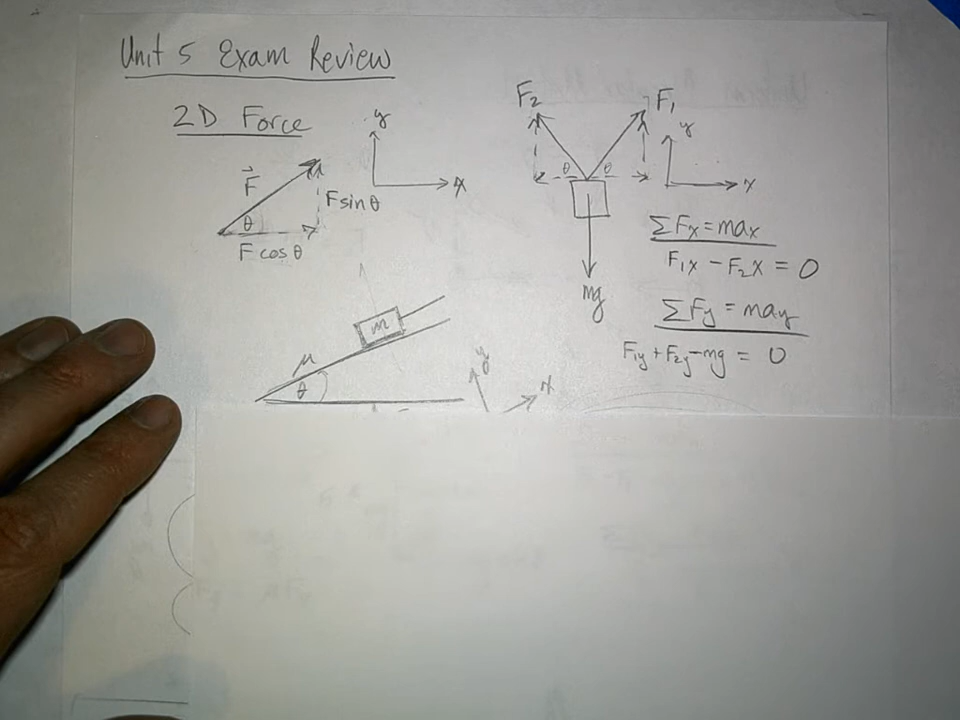 Unit 5 Exam Review
2D Force
y
x
F⃗
θ
F sin θ
F cos θ
F₂
F₁
θ
θ
y
x
mg
ΣFx = max
F₁x - F₂x = 0
ΣFy = may
F₁y + F₂y - mg = 0
m
μ
θ
y
x